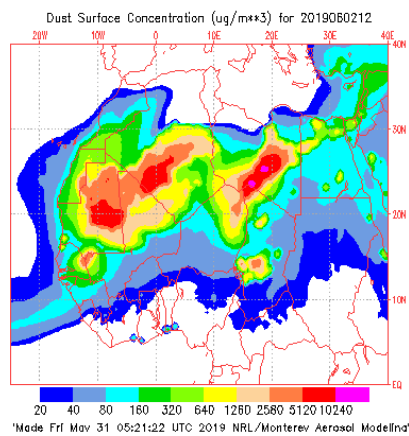 Dust Surface Concentration (ug/m**3) for 2019060212
20W 10W 0 10E 20E 30E 40E
40N
30N
20N
10N
EQ
20 40 80 160 320 640 1280 2560 5120 10240
'Made Fri May 31 05:21:22 UTC 2019 NRL/Monterey Aerosol Modeling'